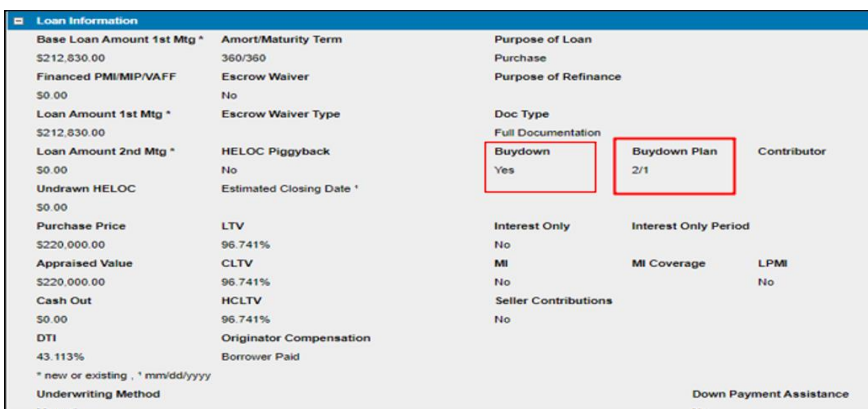 Loan Information
Base Loan Amount 1st Mtg * Amort/Maturity Term Purpose of Loan
$212,830.00 360/360 Purchase
Financed PMI/MIP/VAFF Escrow Waiver Purpose of Refinance
$0.00 No
Loan Amount 1st Mtg * Escrow Waiver Type Doc Type
$212,830.00 Full Documentation
Loan Amount 2nd Mtg * HELOC Piggyback Buydown Buydown Plan Contributor
$0.00 No Yes 2/1
Undrawn HELOC Estimated Closing Date ¹
$0.00
Purchase Price LTV Interest Only Interest Only Period
$220,000.00 96.741% No
Appraised Value CLTV MI MI Coverage LPMI
$220,000.00 96.741% No No
Cash Out HCLTV Seller Contributions
$0.00 96.741% No
DTI Originator Compensation
43.113% Borrower Paid
* new or existing , ¹ mm/dd/yyyy
Underwriting Method Down Payment Assistance